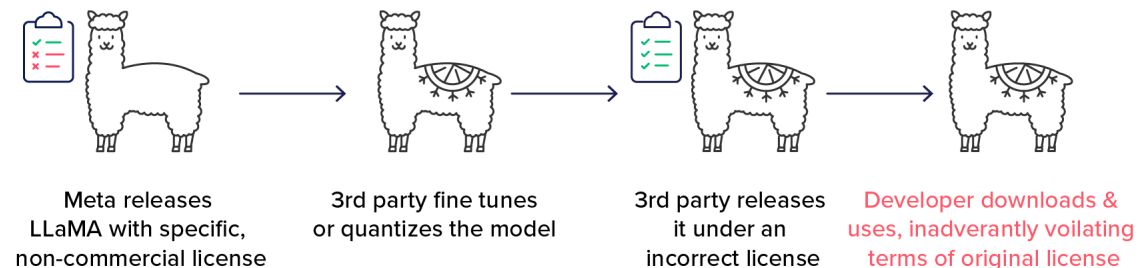 Meta releases
LLaMA with specific,
non-commercial license
3rd party fine tunes
or quantizes the model
3rd party releases
it under an
incorrect license
Developer downloads &
uses, inadverantly voilating
terms of original license